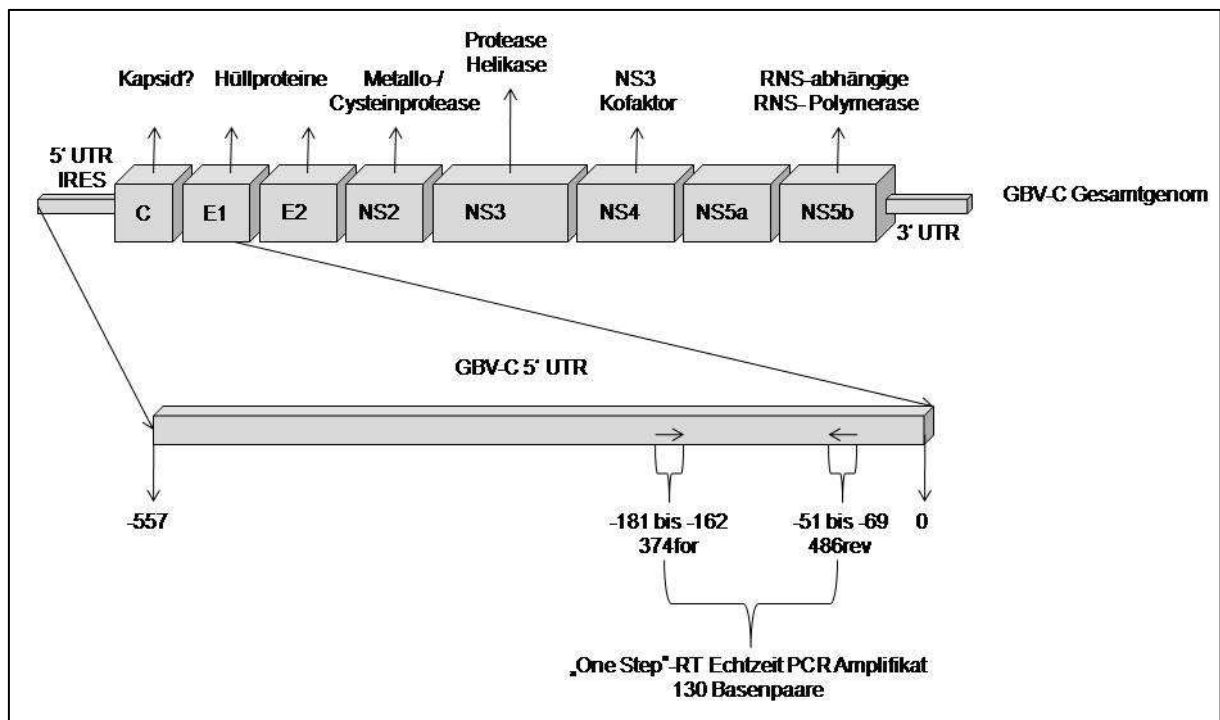 Protease
Helikase
Kapsid?
Hüllproteine
Metallo-/
Cysteinprotease
NS3
Kofaktor
RNS-abhängige
RNS-Polymerase
5' UTR
IRES
C
E1
E2
NS2
NS3
NS4
NS5a
NS5b
3' UTR
GBV-C Gesamtgenom
GBV-C 5' UTR
-557
-181 bis -162
374for
-51 bis -69
486rev
0
„One Step"-RT Echtzeit PCR Amplifikat
130 Basenpaare